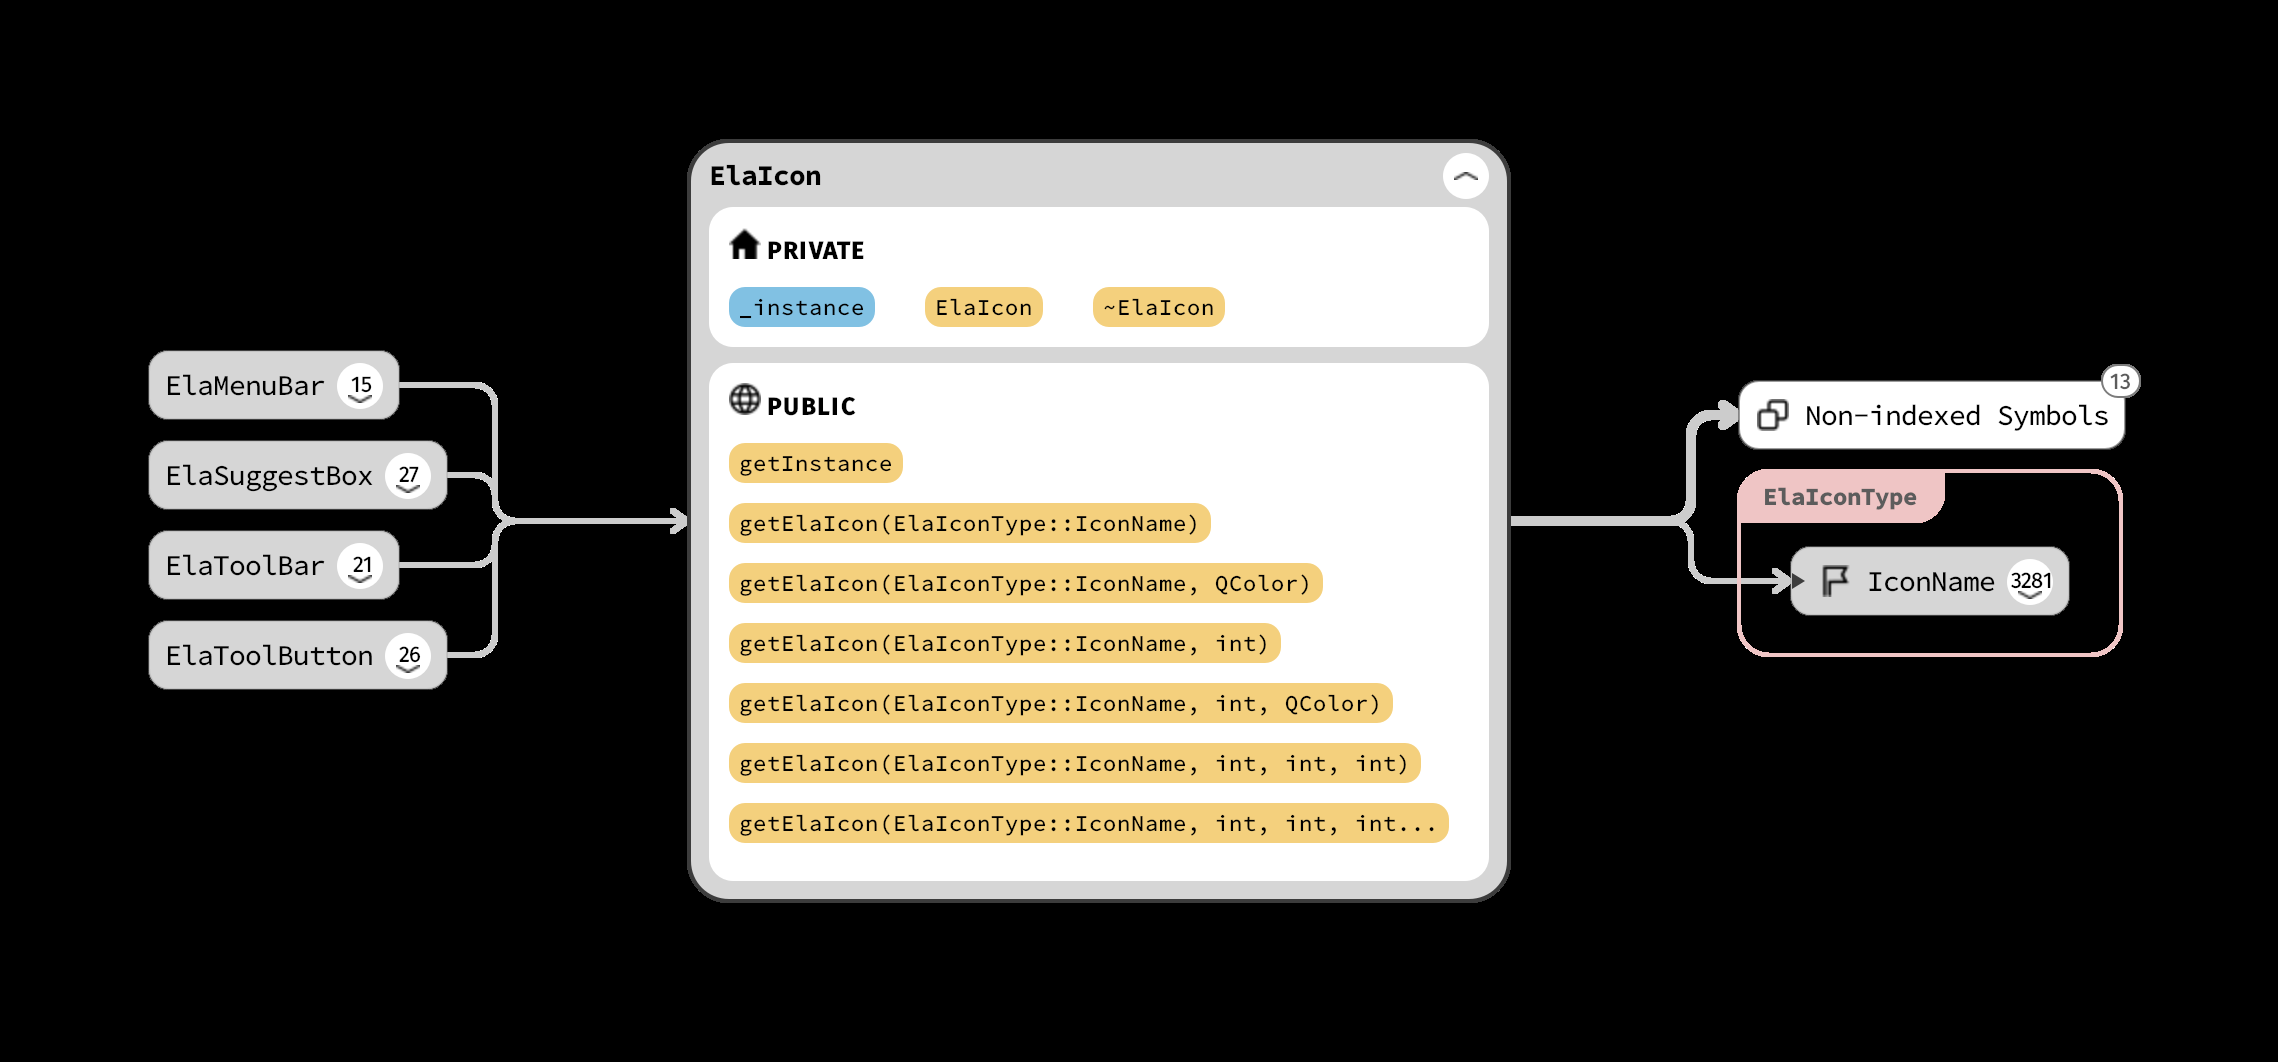 ElaMenuBar 15
ElaSuggestBox 27
ElaToolBar 21
ElaToolButton 26
ElaIcon
PRIVATE
_instance ElaIcon ~ElaIcon
PUBLIC
getInstance
getElaIcon(ElaIconType::IconName)
getElaIcon(ElaIconType::IconName, QColor)
getElaIcon(ElaIconType::IconName, int)
getElaIcon(ElaIconType::IconName, int, QColor)
getElaIcon(ElaIconType::IconName, int, int, int)
getElaIcon(ElaIconType::IconName, int, int, int...
13
Non-indexed Symbols
ElaIconType
IconName 3281